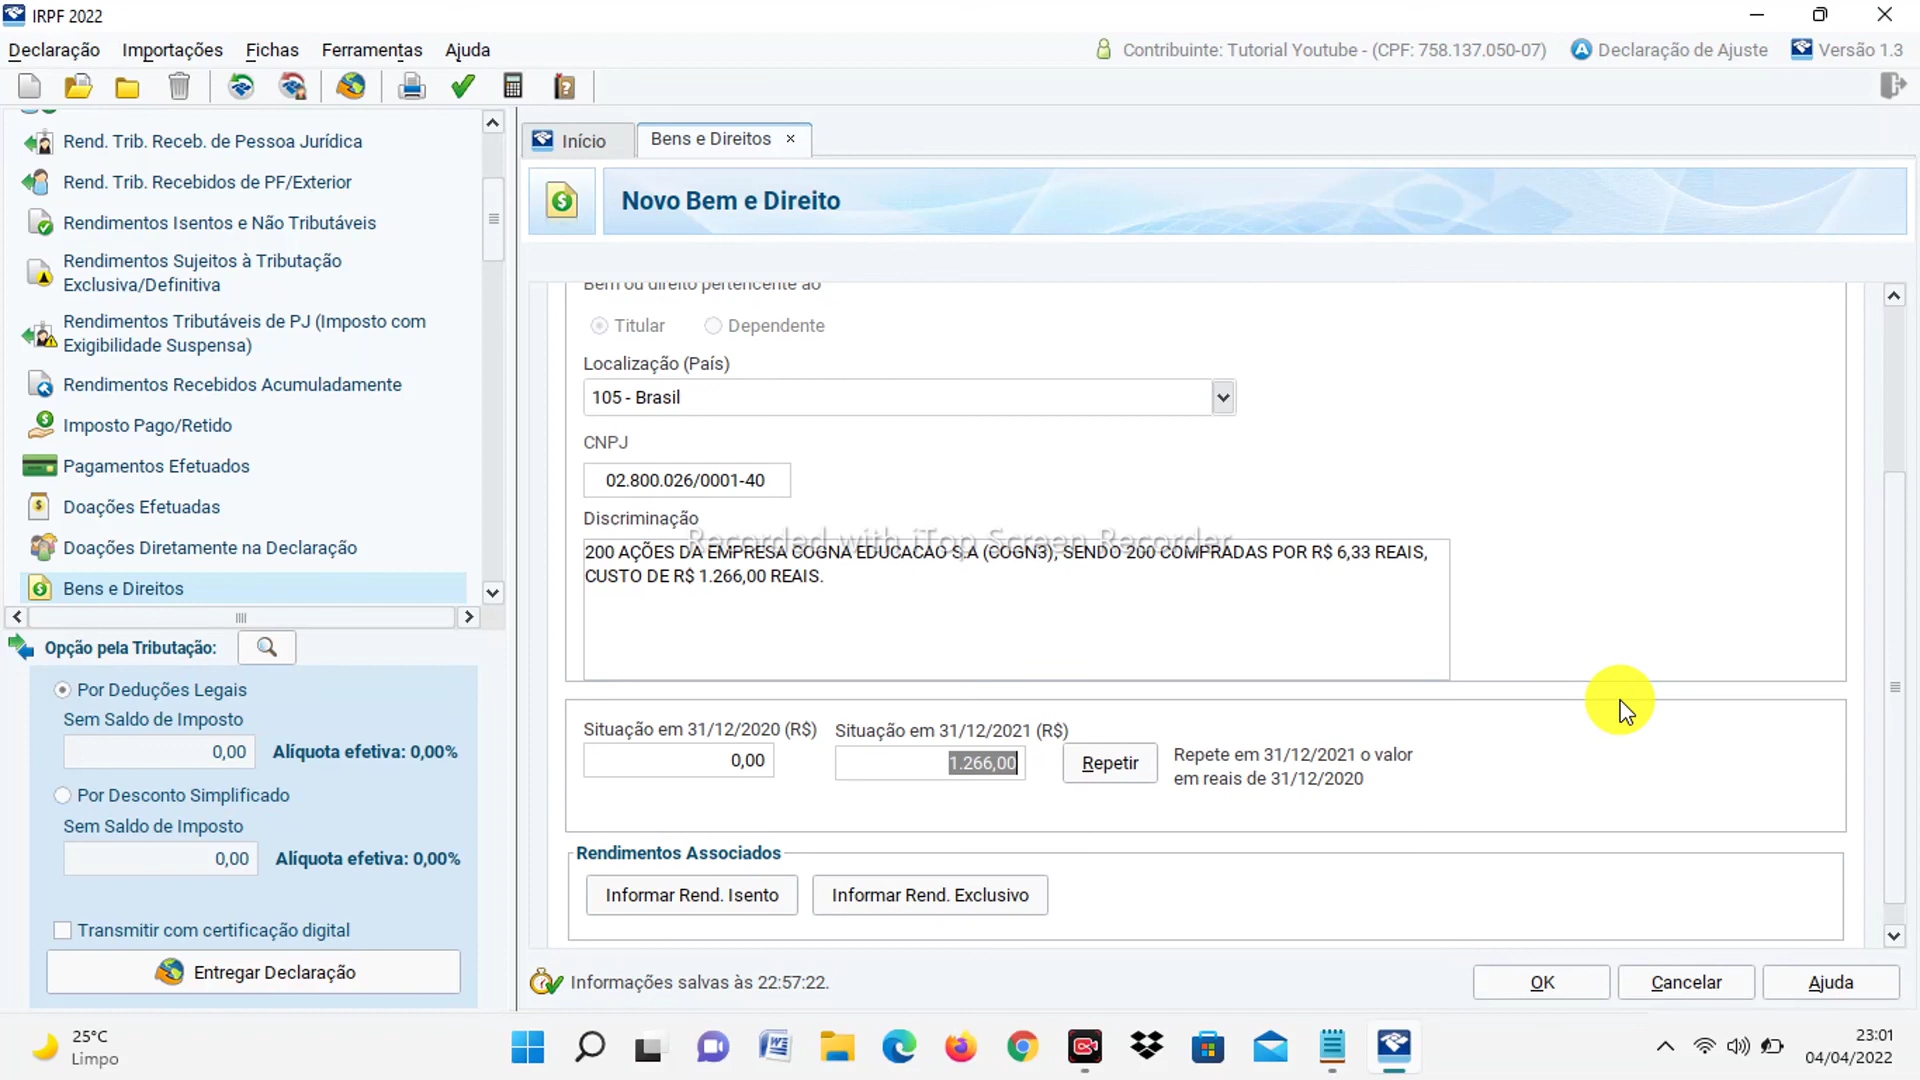 IRPF 2022
Declaração Importações Fichas Ferramentas Ajuda
Contribuinte: Tutorial Youtube - (CPF: 758.137.050-07) Declaração de Ajuste Versão 1.3
Rend. Trib. Receb. de Pessoa Jurídica
Rend. Trib. Recebidos de PF/Exterior
Rendimentos Isentos e Não Tributáveis
Rendimentos Sujeitos à Tributação
Exclusiva/Definitiva
Rendimentos Tributáveis de PJ (Imposto com
Exigibilidade Suspensa)
Rendimentos Recebidos Acumuladamente
Imposto Pago/Retido
Pagamentos Efetuados
Doações Efetuadas
Doações Diretamente na Declaração
Bens e Direitos
Opção pela Tributação:
Por Deduções Legais
Sem Saldo de Imposto
0,00 Alíquota efetiva: 0,00%
Por Desconto Simplificado
Sem Saldo de Imposto
0,00 Alíquota efetiva: 0,00%
Transmitir com certificação digital
Entregar Declaração
Início Bens e Direitos ×
Novo Bem e Direito
Bem ou direito pertencente ao
Titular Dependente
Localização (País)
105 - Brasil
CNPJ
02.800.026/0001-40
Discriminação
Recorded with iTop Screen Recorder
200 AÇÕES DA EMPRESA COGNA EDUCACAO S.A (COGN3), SENDO 200 COMPRADAS POR R$ 6,33 REAIS,
CUSTO DE R$ 1.266,00 REAIS.
Situação em 31/12/2020 (R$) Situação em 31/12/2021 (R$)
0,00 1.266,00 Repetir Repete em 31/12/2021 o valor
em reais de 31/12/2020
Rendimentos Associados
Informar Rend. Isento Informar Rend. Exclusivo
Informações salvas às 22:57:22.
OK Cancelar Ajuda
25°C
Limpo
23:01
04/04/2022